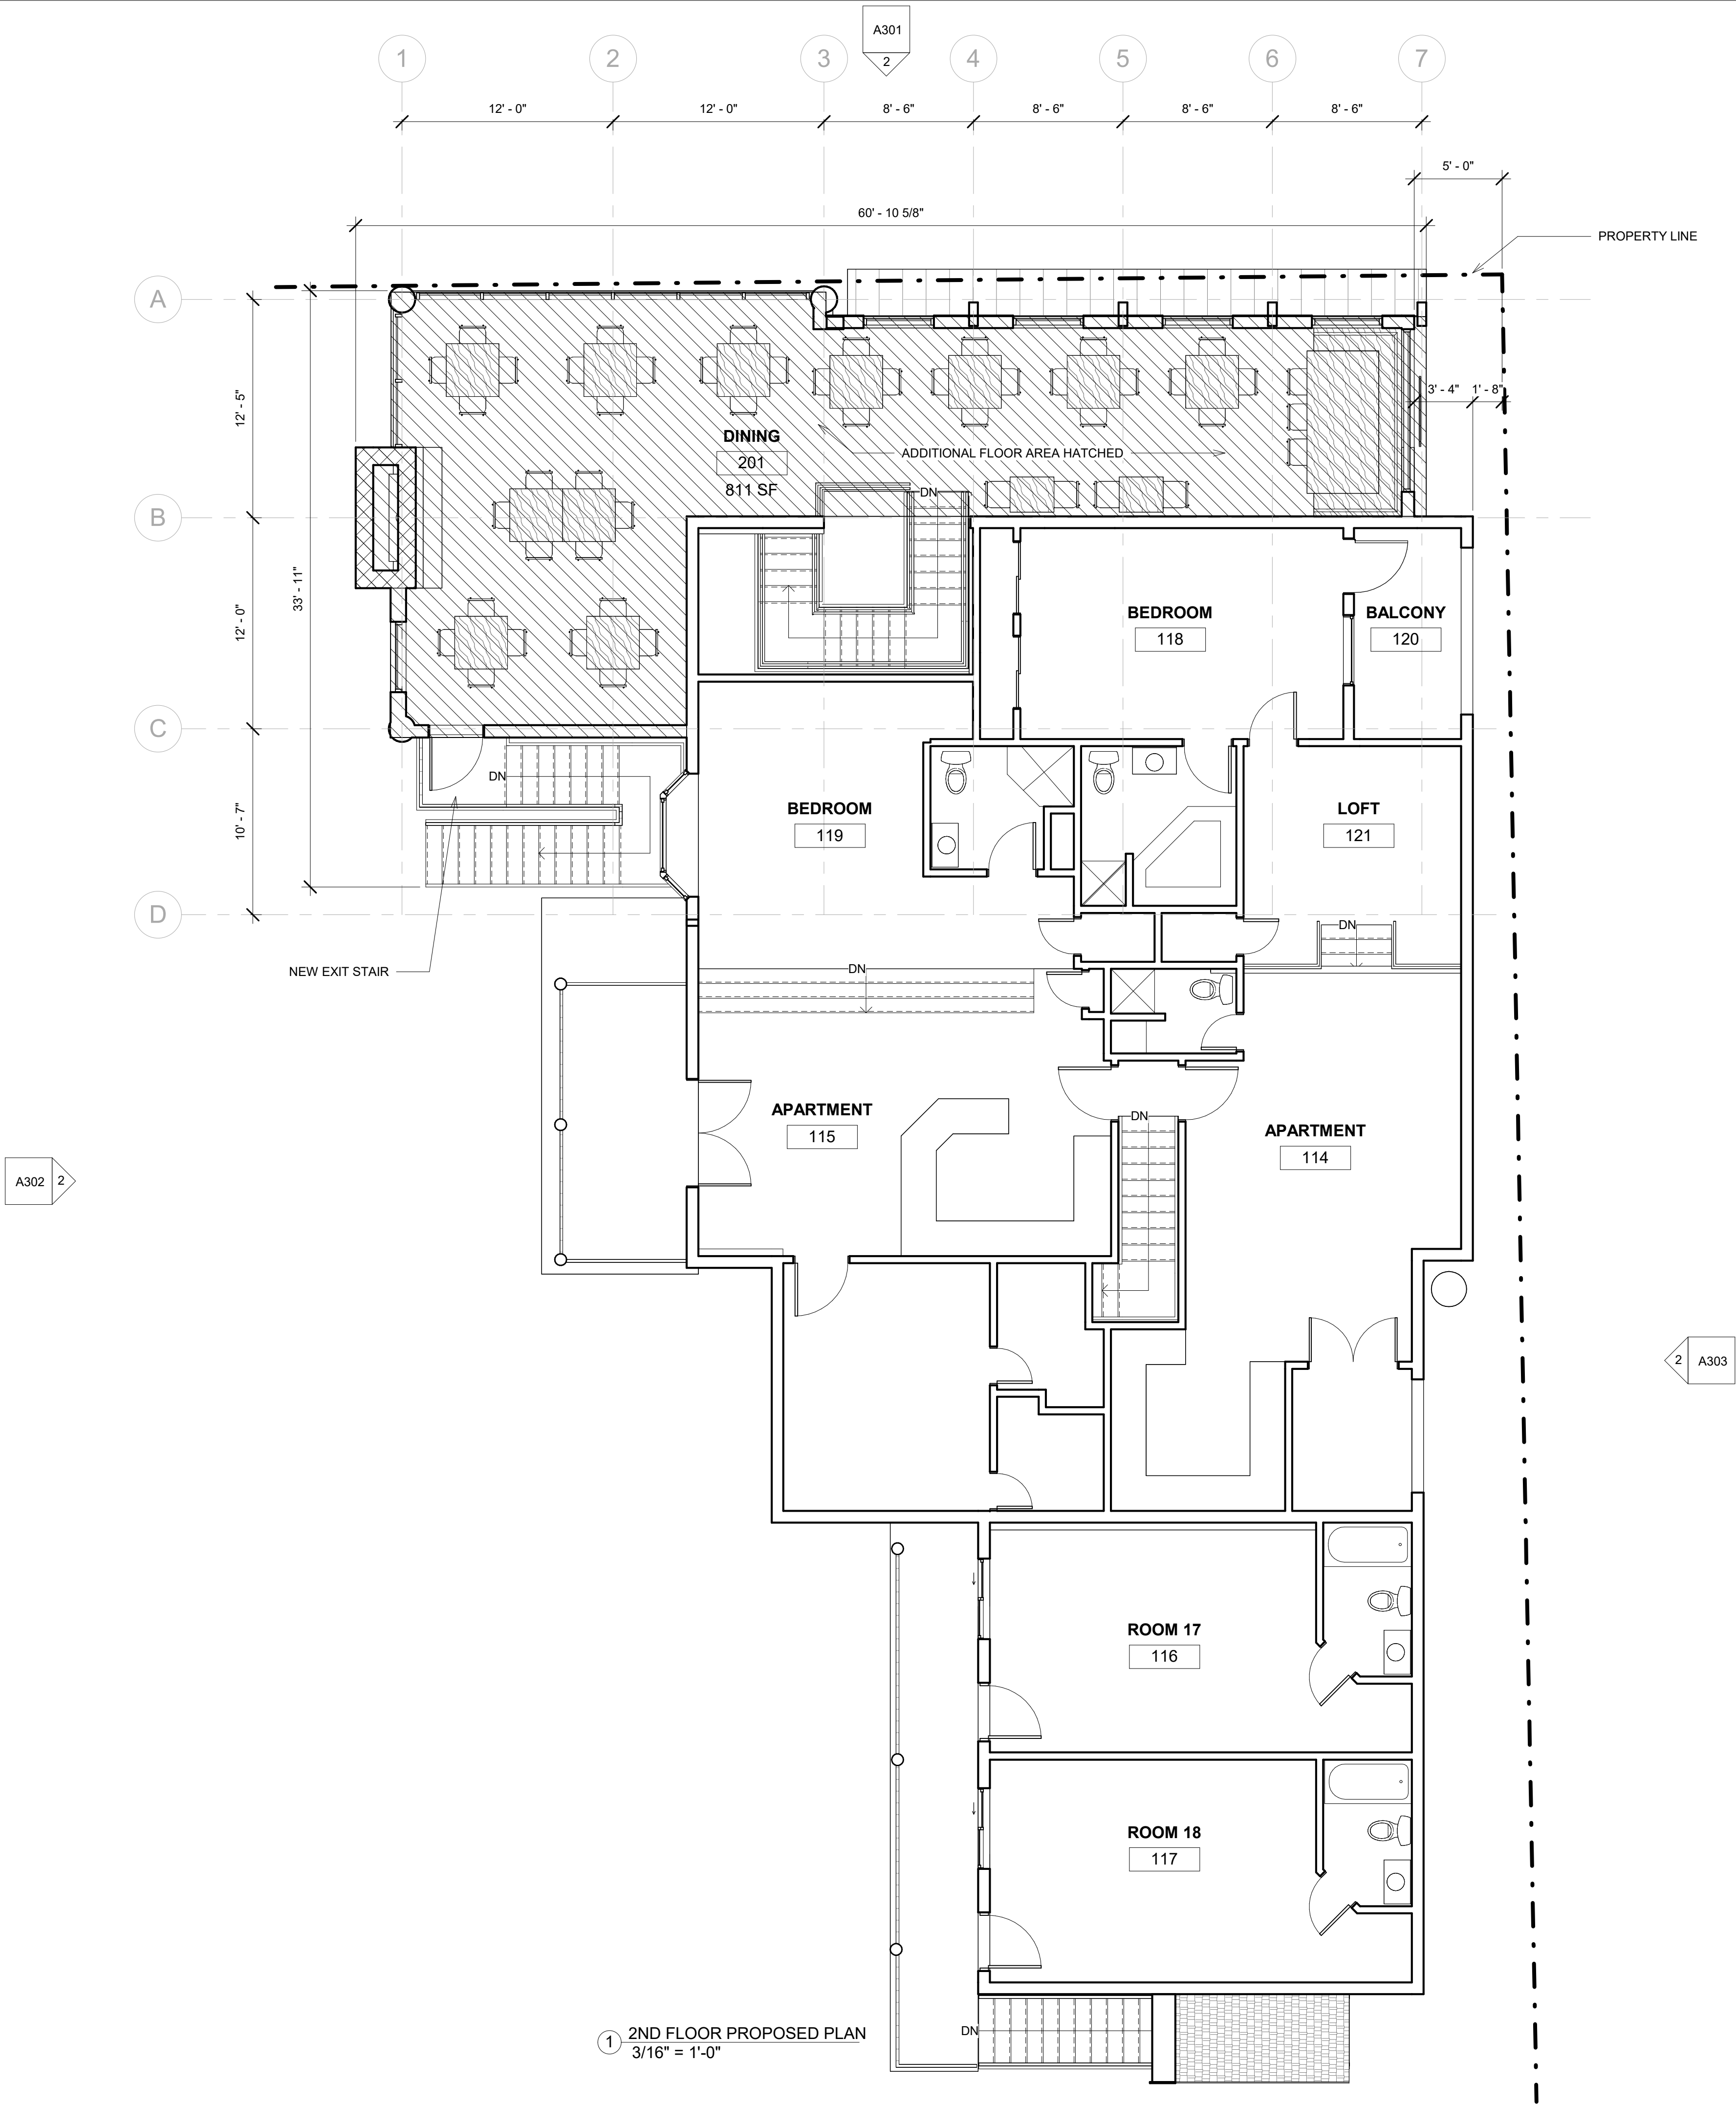 A301
2
1
2
3
4
5
6
7
12' - 0"
12' - 0"
8' - 6"
8' - 6"
8' - 6"
8' - 6"
5' - 0"
60' - 10 5/8"
PROPERTY LINE
A
3' - 4"
1' - 8"
12' - 5"
DINING
201
811 SF
ADDITIONAL FLOOR AREA HATCHED
DN
B
33' - 11"
12' - 0"
BEDROOM
118
BALCONY
120
C
DN
10' - 7"
BEDROOM
119
LOFT
121
D
DN
NEW EXIT STAIR
DN
APARTMENT
115
DN
APARTMENT
114
A302
2
2
A303
ROOM 17
116
ROOM 18
117
DN
1
2ND FLOOR PROPOSED PLAN
3/16" = 1'-0"